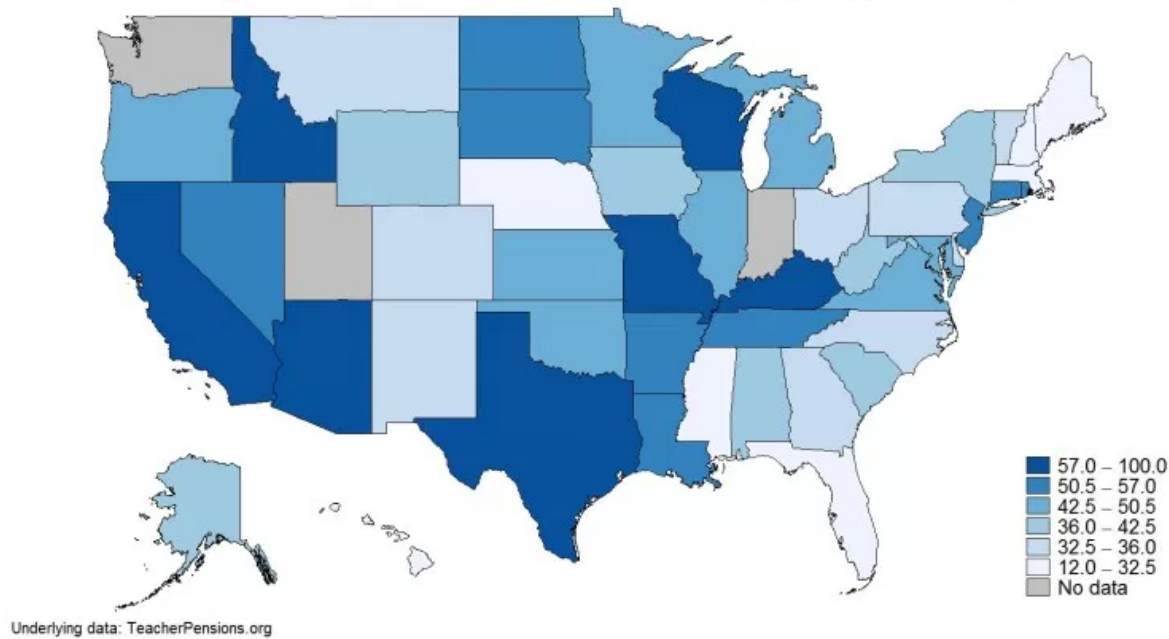 57.0 – 100.0
50.5 – 57.0
42.5 – 50.5
36.0 – 42.5
32.5 – 36.0
12.0 – 32.5
No data
Underlying data: TeacherPensions.org